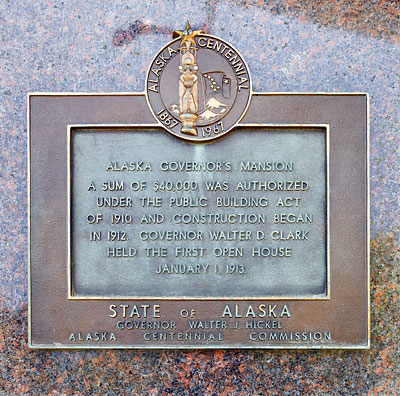 ALASKA CENTENNIAL
1867 1967
ALASKA GOVERNOR'S MANSION
A SUM OF $40,000 WAS AUTHORIZED
UNDER THE PUBLIC BUILDING ACT
OF 1910 AND CONSTRUCTION BEGAN
IN 1912. GOVERNOR WALTER D. CLARK
HELD THE FIRST OPEN HOUSE
JANUARY 1, 1913.
STATE OF ALASKA
GOVERNOR WALTER J. HICKEL
ALASKA CENTENNIAL COMMISSION